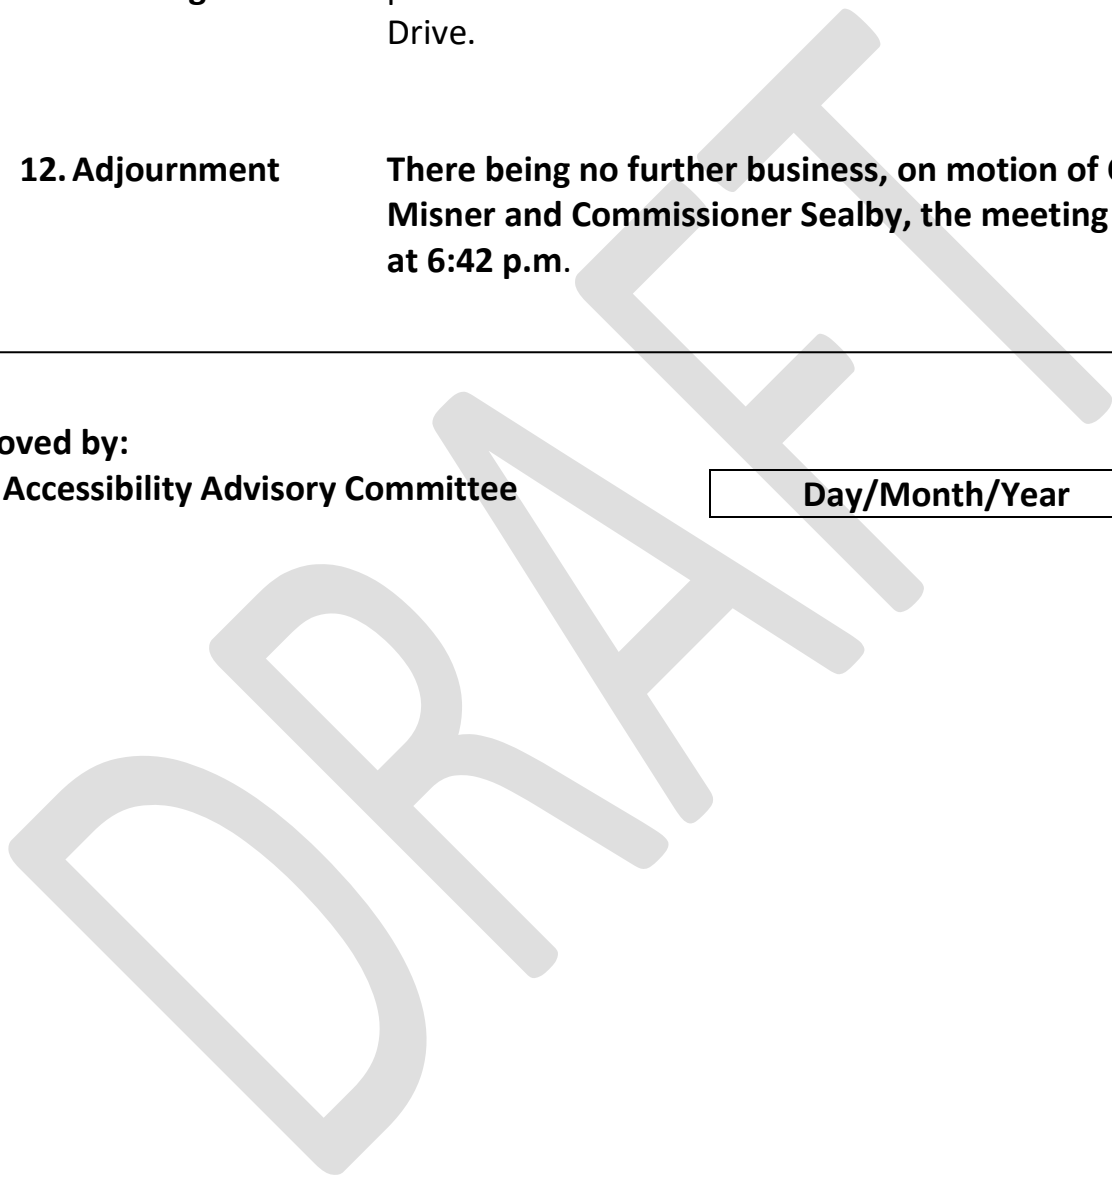 Drive.
12. Adjournment There being no further business, on motion of
Misner and Commissioner Sealby, the meeting
at 6:42 p.m.
oved by:
Accessibility Advisory Committee Day/Month/Year
DRAFT